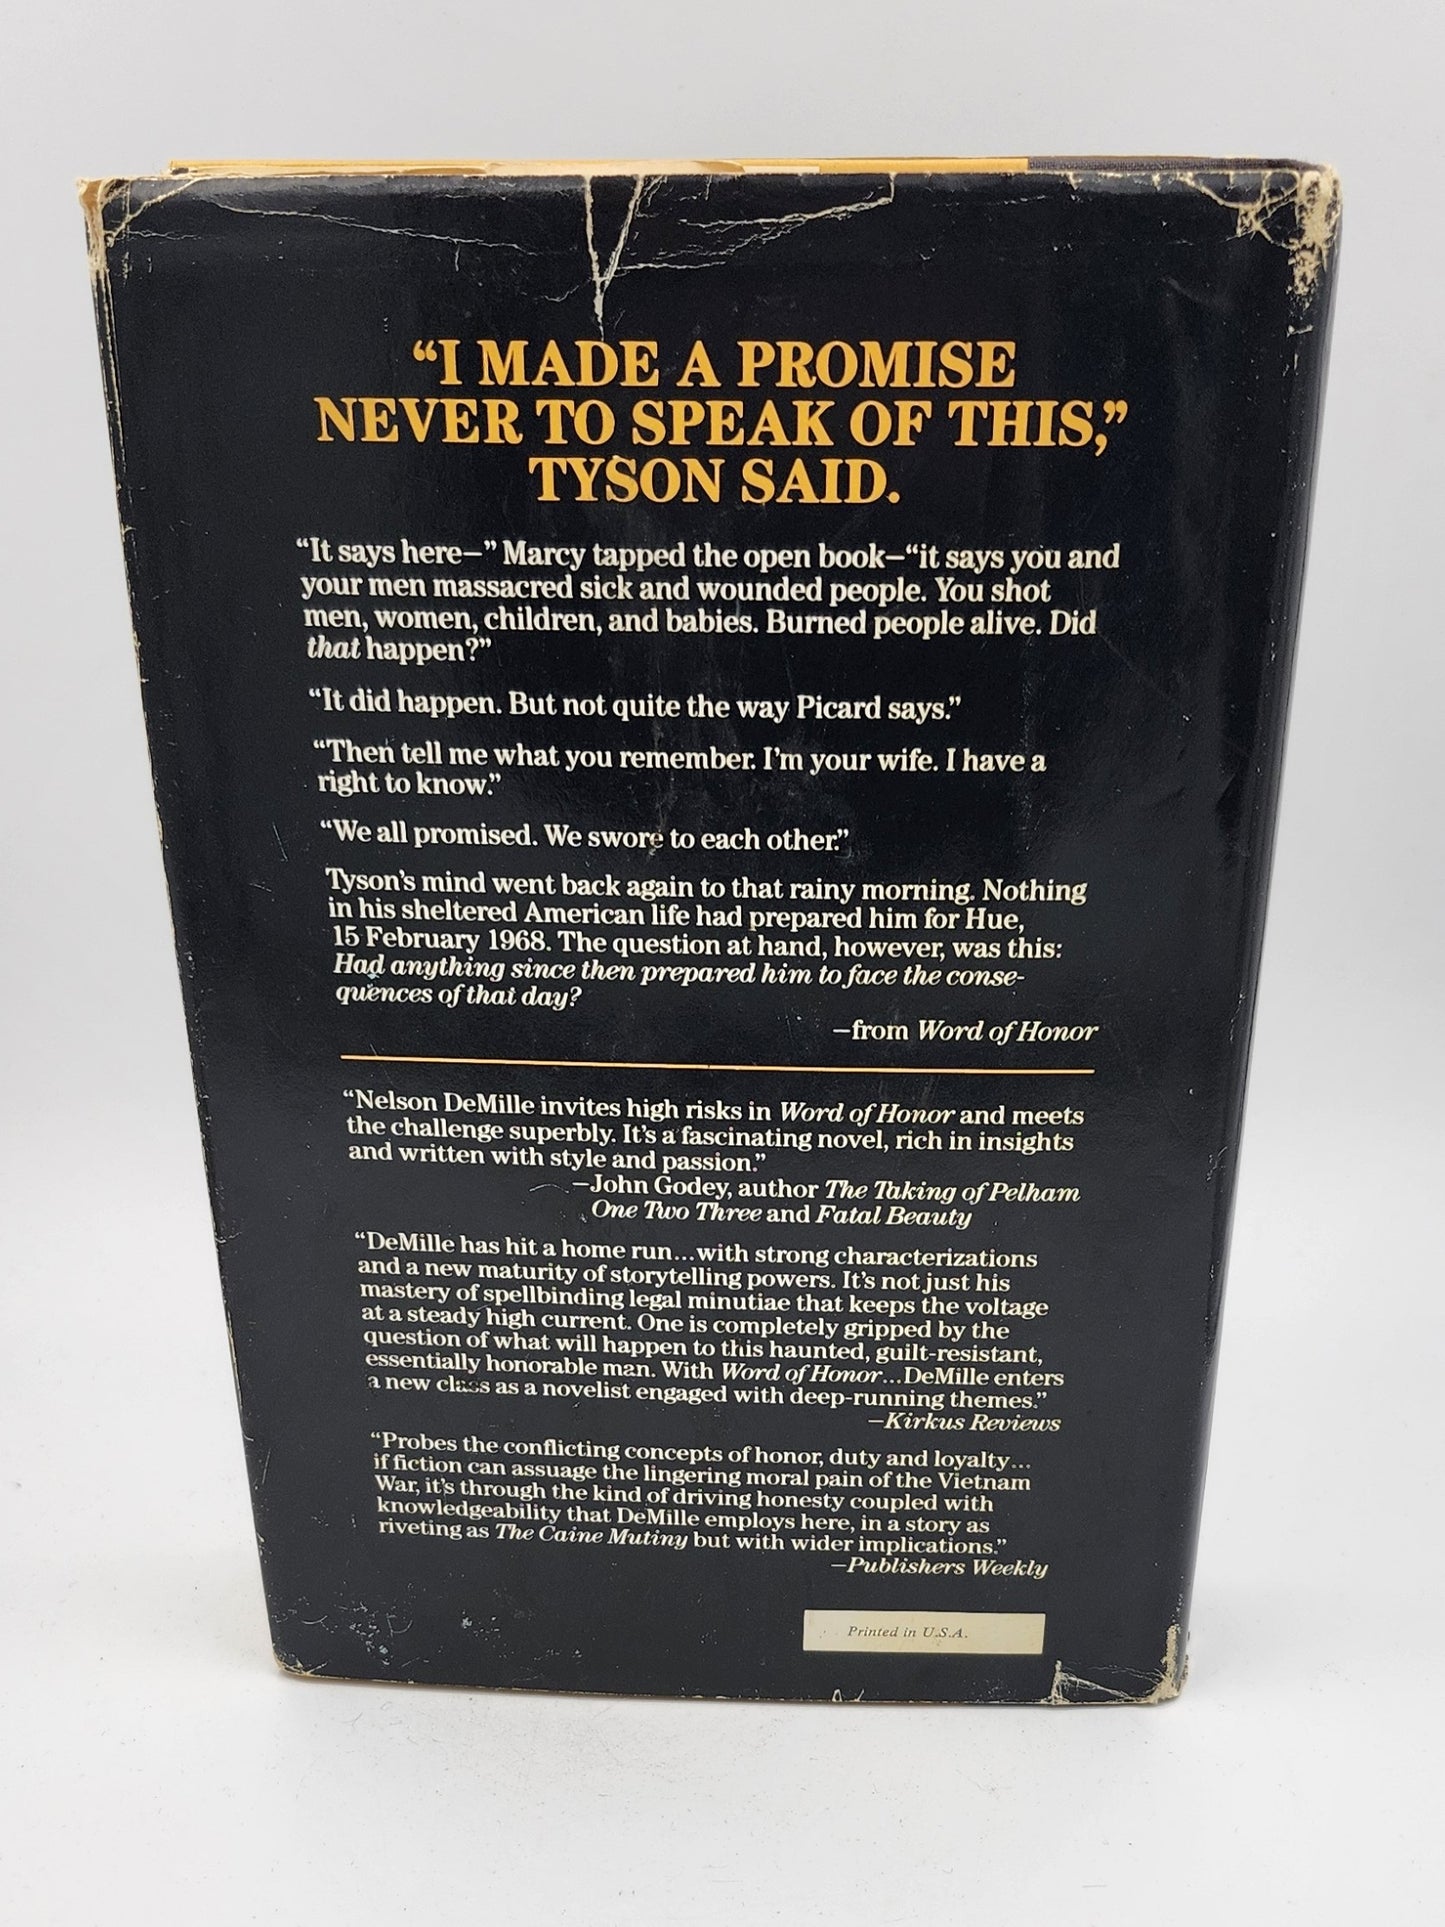 “I MADE A PROMISE
NEVER TO SPEAK OF THIS,”
TYSON SAID.
“It says here—” Marcy tapped the open book—“it says you and
your men massacred sick and wounded people. You shot
men, women, children, and babies. Burned people alive. Did
that happen?”
“It did happen. But not quite the way Picard says.”
“Then tell me what you remember. I’m your wife. I have a
right to know.”
“We all promised. We swore to each other.”
Tyson’s mind went back again to that rainy morning. Nothing
in his sheltered American life had prepared him for Hue,
15 February 1968. The question at hand, however, was this:
Had anything since then prepared him to face the conse-
quences of that day?
—from Word of Honor
“Nelson DeMille invites high risks in Word of Honor and meets
the challenge superbly. It’s a fascinating novel, rich in insights
and written with style and passion.”
—John Godey, author The Taking of Pelham
One Two Three and Fatal Beauty
“DeMille has hit a home run...with strong characterizations
and a new maturity of storytelling powers. It’s not just his
mastery of spellbinding legal minutiae that keeps the voltage
at a steady high current. One is completely gripped by the
question of what will happen to this haunted, guilt-resistant,
essentially honorable man. With Word of Honor...DeMille enters
a new class as a novelist engaged with deep-running themes.”
—Kirkus Reviews
“Probes the conflicting concepts of honor, duty and loyalty...
if fiction can assuage the lingering moral pain of the Vietnam
War, it’s through the kind of driving honesty coupled with
knowledgeability that DeMille employs here, in a story as
riveting as The Caine Mutiny but with wider implications.”
—Publishers Weekly
Printed in U.S.A.